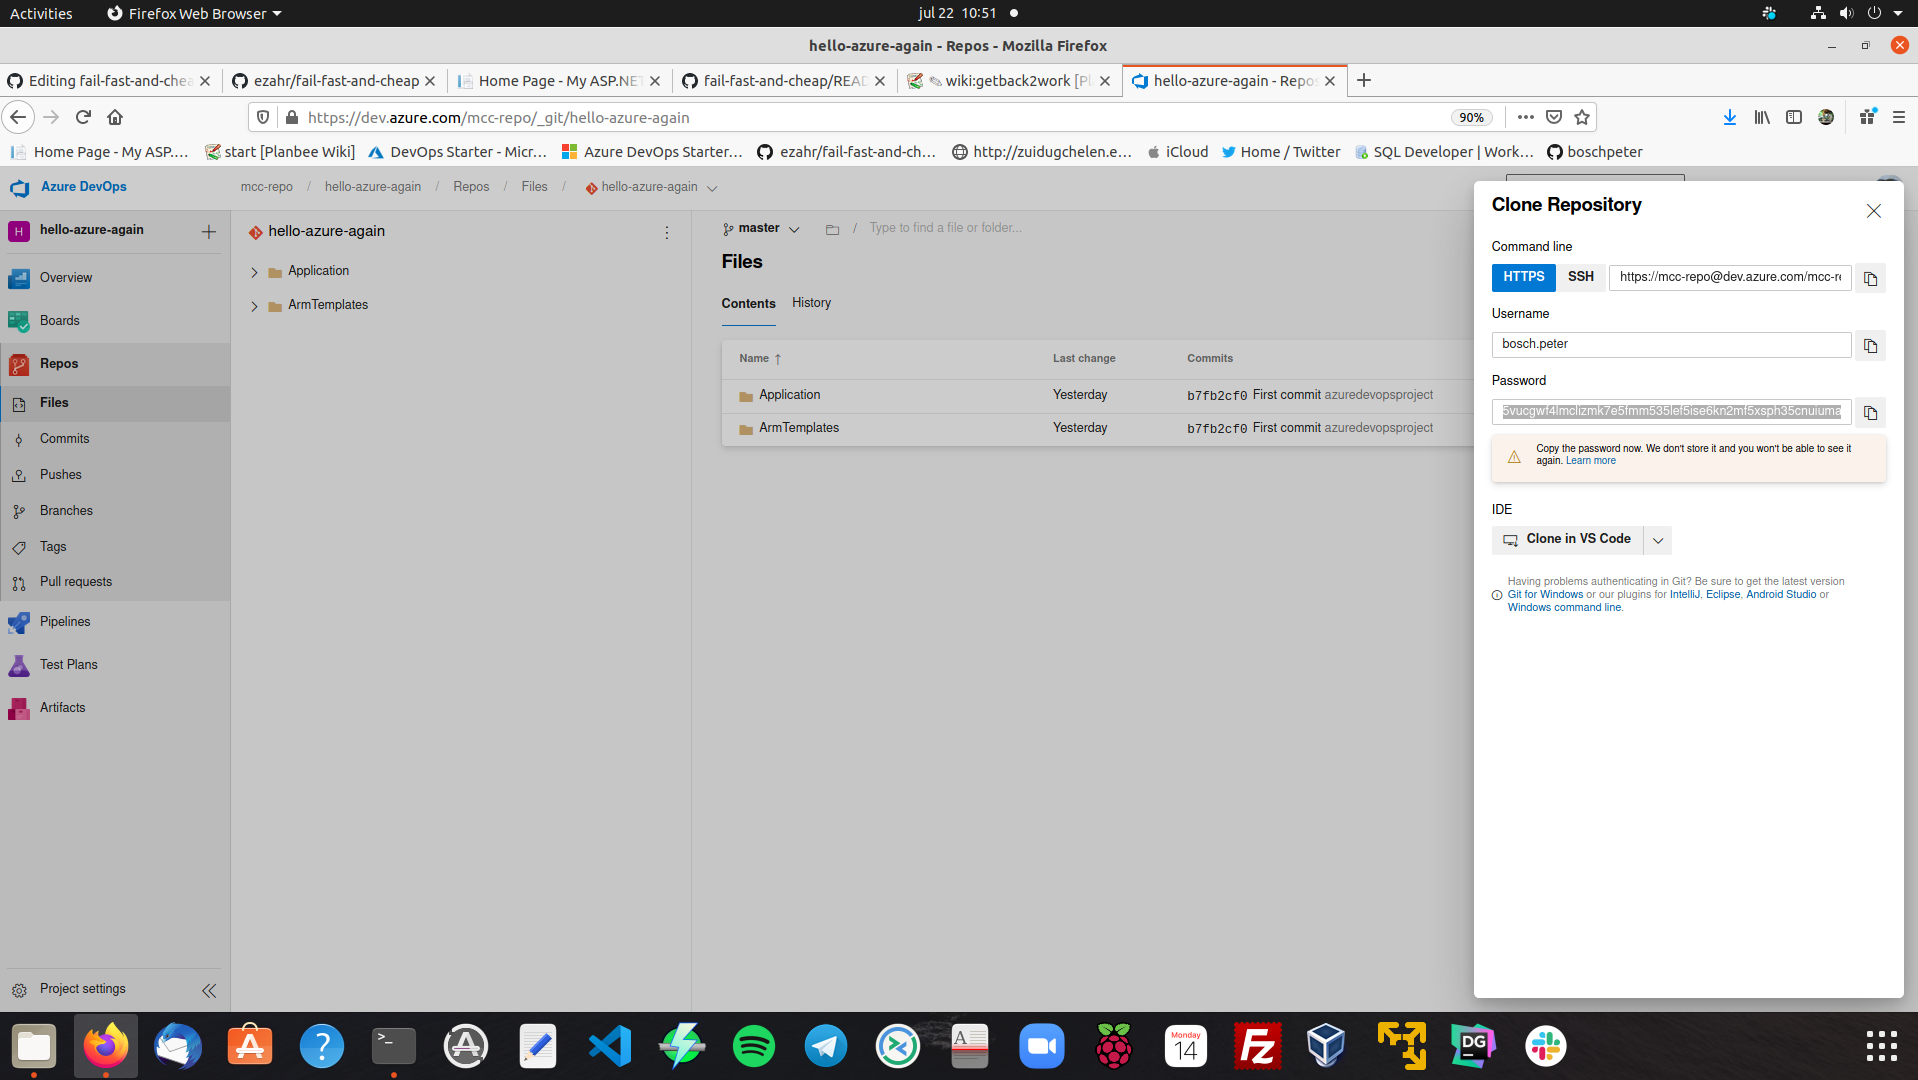 Activities
Firefox Web Browser
jul 22 10:51
hello-azure-again - Repos - Mozilla Firefox
Editing fail-fast-and-chea
ezahr/fail-fast-and-cheap
Home Page - My ASP.NET
fail-fast-and-cheap/READ
wiki:getback2work [Pl
hello-azure-again - Repos
https://dev.azure.com/mcc-repo/_git/hello-azure-again
90%
Home Page - My ASP....
start [Planbee Wiki]
DevOps Starter - Micr...
Azure DevOps Starter...
ezahr/fail-fast-and-ch...
http://zuidugchelen.e...
iCloud
Home / Twitter
SQL Developer | Work...
boschpeter
Azure DevOps
mcc-repo / hello-azure-again / Repos / Files / hello-azure-again
H hello-azure-again
Overview
Boards
Repos
Files
Commits
Pushes
Branches
Tags
Pull requests
Pipelines
Test Plans
Artifacts
Project settings
hello-azure-again
Application
ArmTemplates
master / Type to find a file or folder...
Files
Contents History
Name ↑ Last change Commits
Application Yesterday b7fb2cf0 First commit azuredevopsproject
ArmTemplates Yesterday b7fb2cf0 First commit azuredevopsproject
Clone Repository
Command line
HTTPS SSH https://mcc-repo@dev.azure.com/mcc-re
Username
bosch.peter
Password
5vucgwf4lmclizmk7e5fmm535lef5ise6kn2mf5xsph35cnuiuma
Copy the password now. We don't store it and you won't be able to see it
again. Learn more
IDE
Clone in VS Code
Having problems authenticating in Git? Be sure to get the latest version
Git for Windows or our plugins for IntelliJ, Eclipse, Android Studio or
Windows command line.
Monday
14
DG